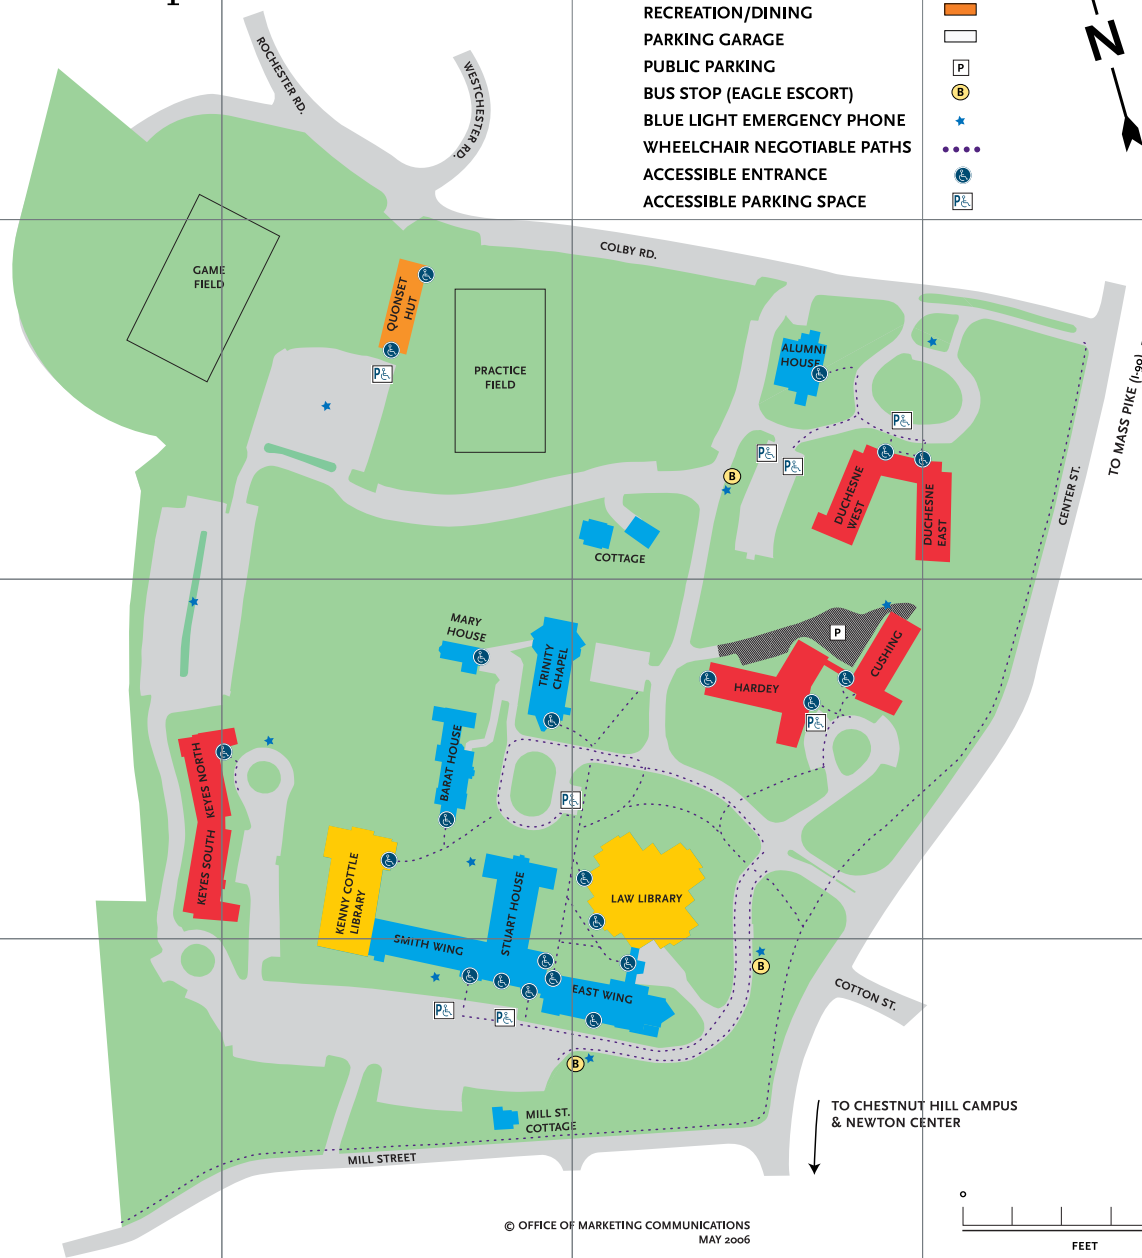 RECREATION/DINING
PARKING GARAGE
PUBLIC PARKING
P
BUS STOP (EAGLE ESCORT)
B
BLUE LIGHT EMERGENCY PHONE
WHEELCHAIR NEGOTIABLE PATHS
ACCESSIBLE ENTRANCE
ACCESSIBLE PARKING SPACE
P
N
ROCHESTER RD.
WESTCHESTER RD.
COLBY RD.
GAME
FIELD
QUONSET
HUT
P
PRACTICE
FIELD
ALUMNI
HOUSE
P
P
P
B
DUCHESNE
WEST
DUCHESNE
EAST
CENTER ST.
TO MASS PIKE (I-90)
COTTAGE
MARY
HOUSE
TRINITY
CHAPEL
P
CUSHING
HARDEY
P
BARAT HOUSE
P
KEYES NORTH
KEYES SOUTH
KENNY COTTLE
LIBRARY
STUART HOUSE
LAW LIBRARY
SMITH WING
EAST WING
P
P
B
B
COTTON ST.
MILL ST.
COTTAGE
MILL STREET
TO CHESTNUT HILL CAMPUS
& NEWTON CENTER
© OFFICE OF MARKETING COMMUNICATIONS
MAY 2006
0
FEET